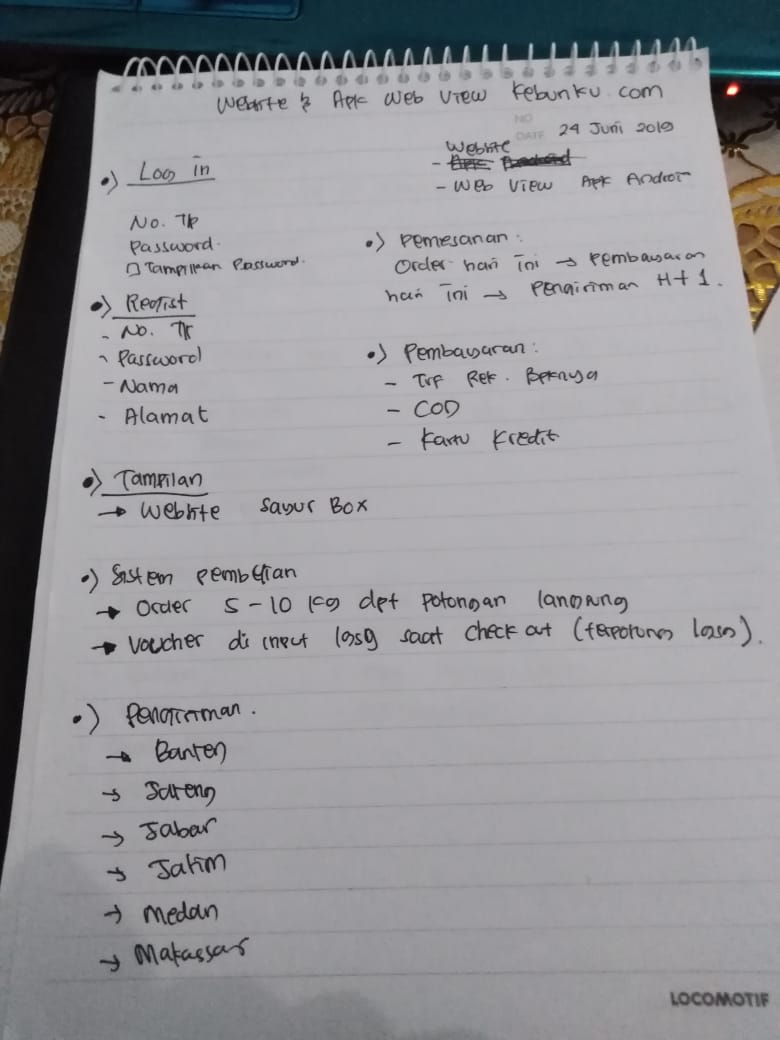 Website & Apk Web View Kebunku.com
NO
DATE 24 Juni 2019
Website
- Web View Apk Android
•) Log in
No. Tlp
Password.
□ Tampilkan Password.
•) Regist
- No. Tlp
- Password
- Nama
- Alamat
•) Pemesanan :
Order hari ini → Pembayaran
hari ini → Pengiriman H+1.
•) Pembayaran :
- Trf Rek. Bpknya
- COD
- Kartu Kredit
•) Tampilan
→ Website Sayur Box
•) Sistem pembelian
→ Order 5-10 Kg dpt potongan langsung
→ Voucher di input lgsg saat check out (terpotong lgsg).
•) Pengiriman.
→ Banten
→ Jateng
→ Jabar
→ Jatim
→ Medan
→ Makassar
LOCOMOTIF